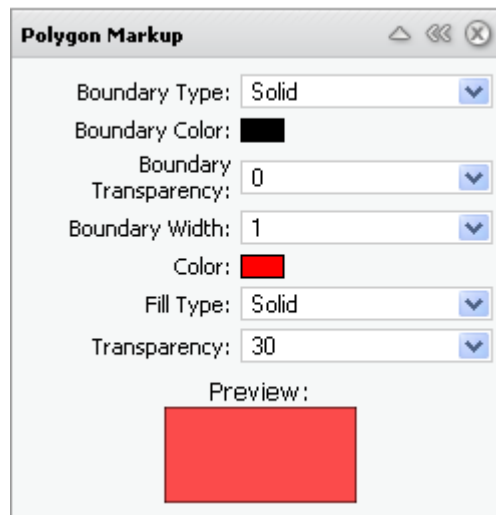 Polygon Markup
Boundary Type: Solid
Boundary Color:
Boundary
Transparency: 0
Boundary Width: 1
Color:
Fill Type: Solid
Transparency: 30
Preview: